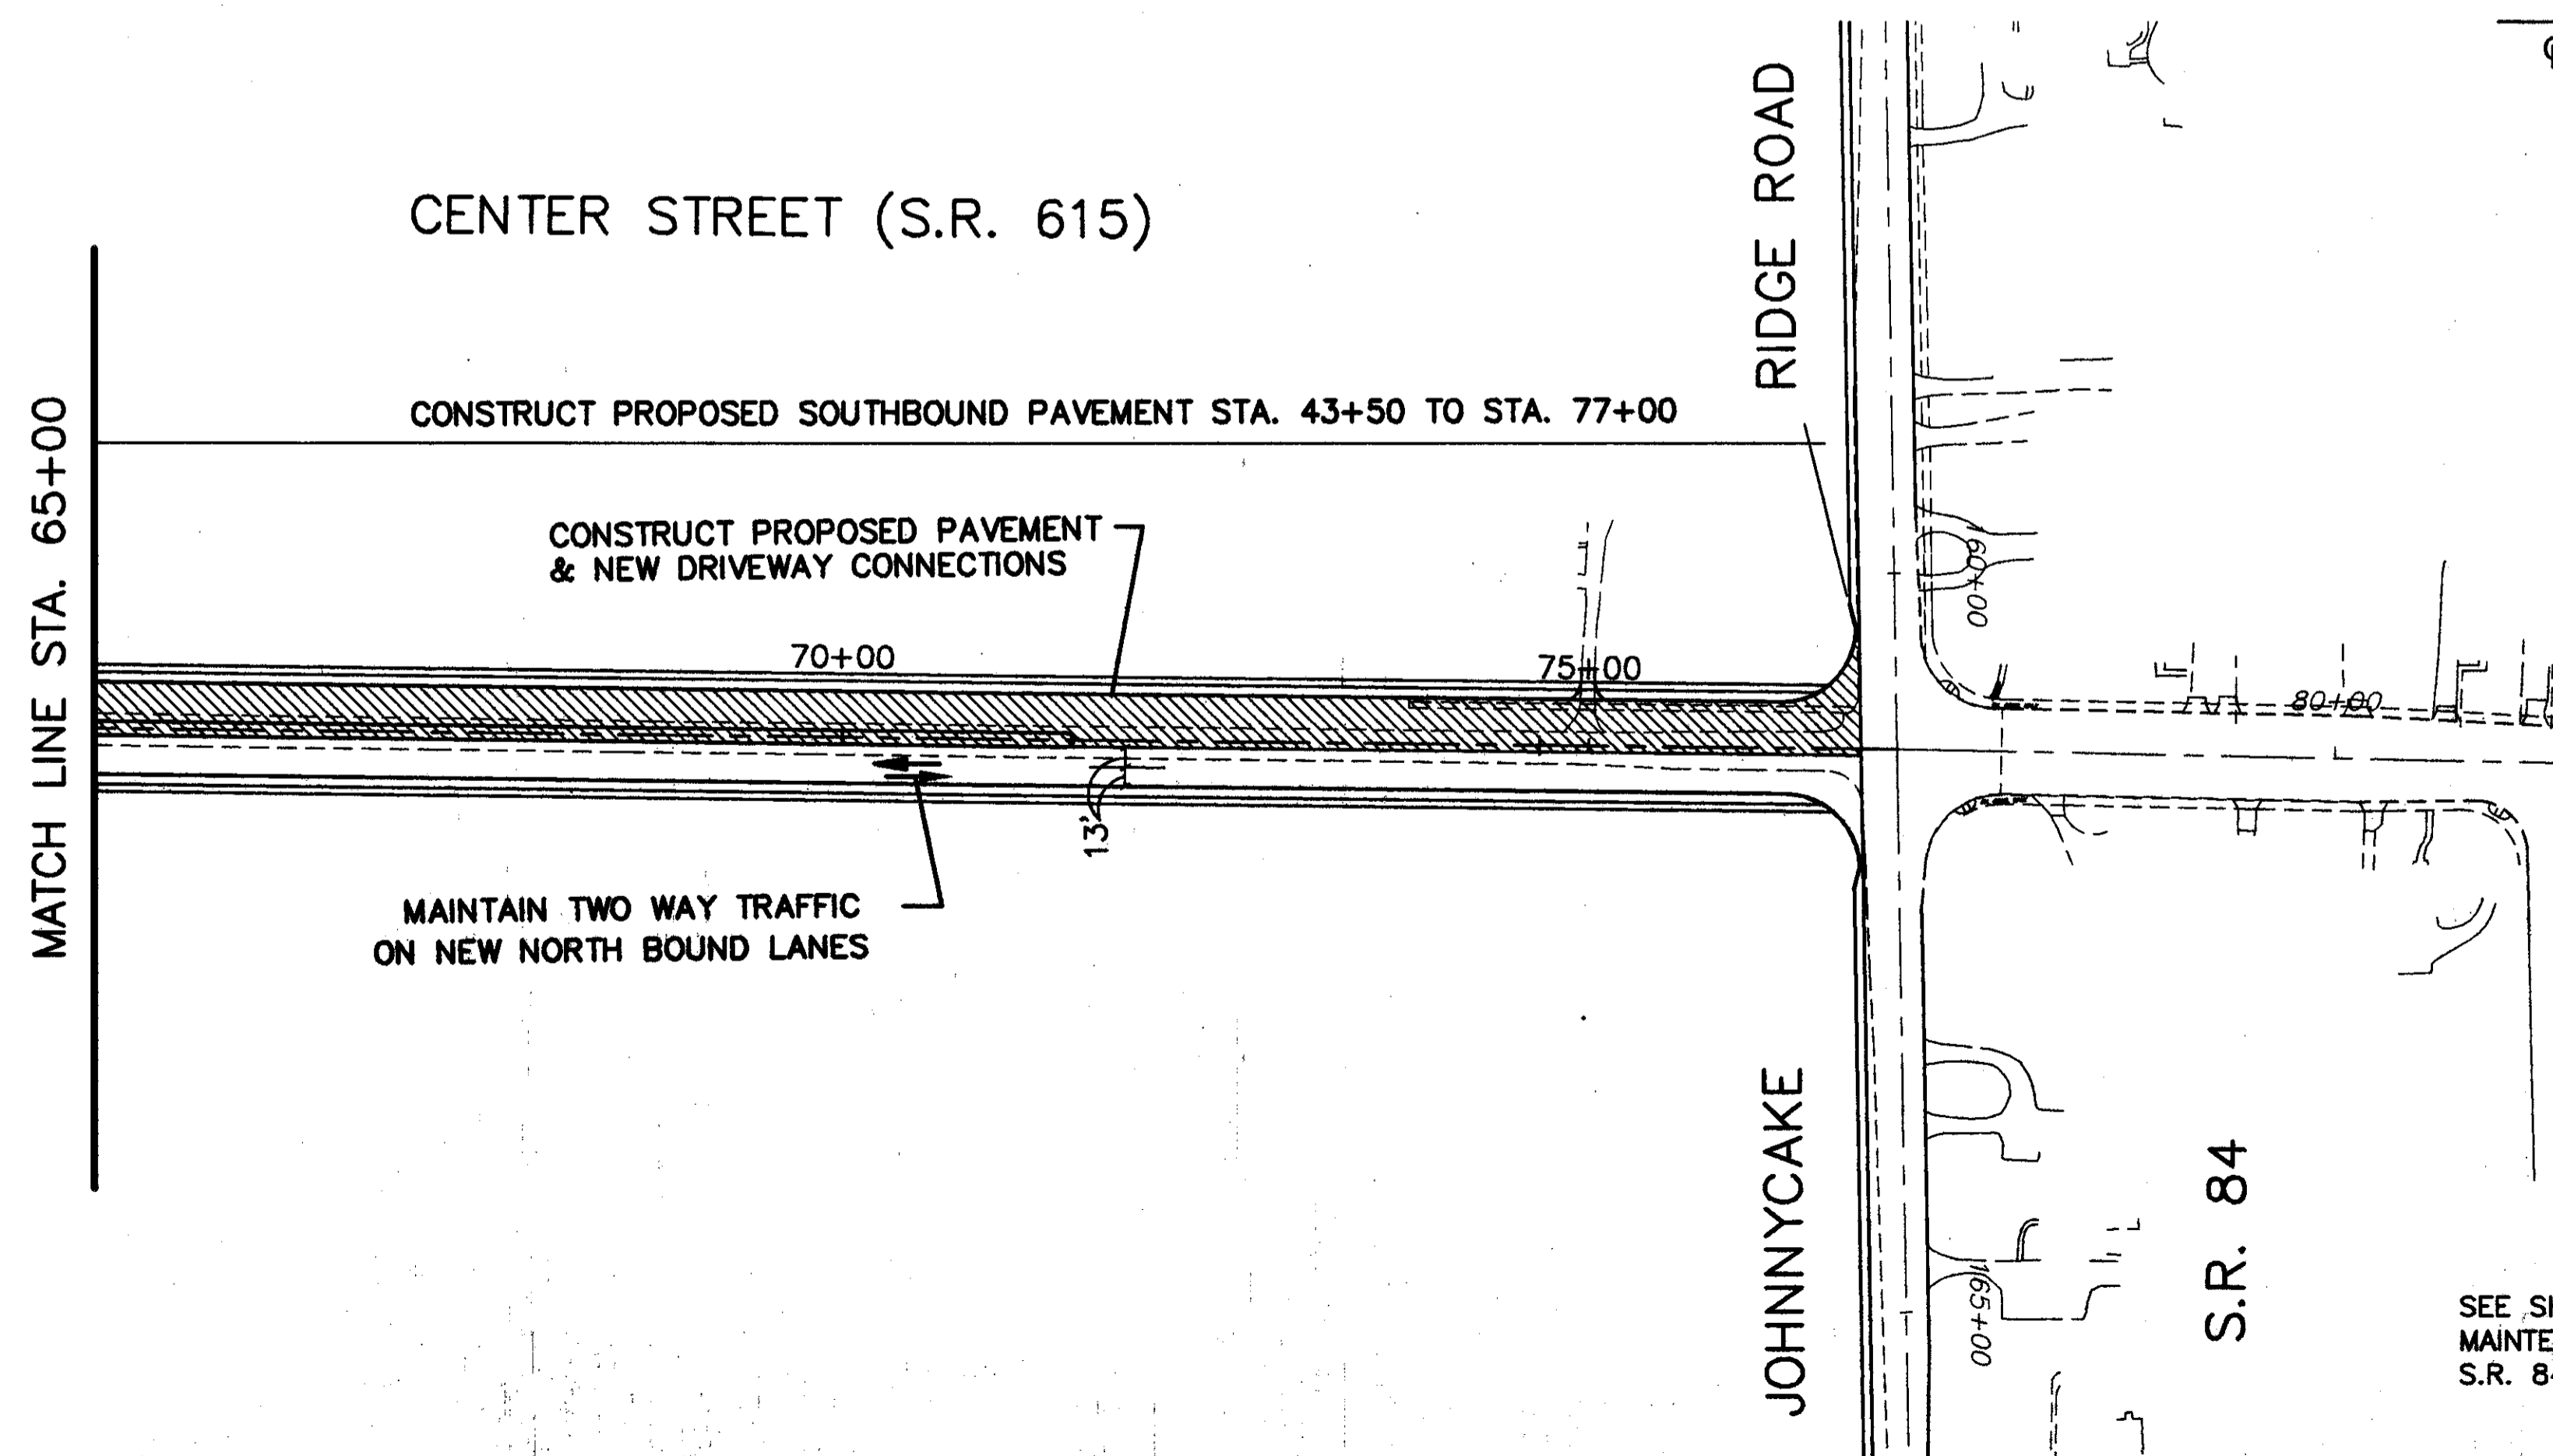 CENTER STREET (S.R. 615)
RIDGE ROAD
CONSTRUCT PROPOSED SOUTHBOUND PAVEMENT STA. 43+50 TO STA. 77+00
MATCH LINE STA. 65+00
CONSTRUCT PROPOSED PAVEMENT
& NEW DRIVEWAY CONNECTIONS
160+00
70+00
75+00
80+00
13'
MAINTAIN TWO WAY TRAFFIC
ON NEW NORTH BOUND LANES
JOHNNYCAKE
S.R. 84
165+00
SEE
S.R.